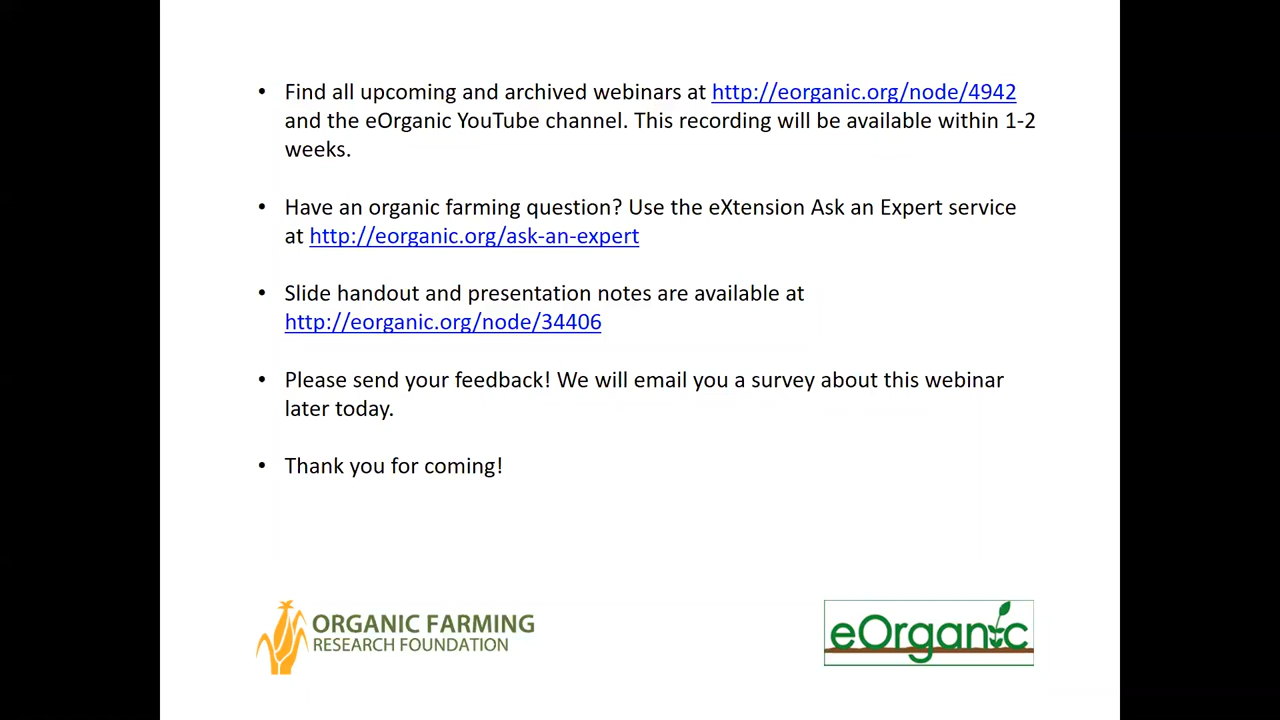 • Find all upcoming and archived webinars at http://eorganic.org/node/4942
and the eOrganic YouTube channel. This recording will be available within 1-2
weeks.
• Have an organic farming question? Use the eXtension Ask an Expert service
at http://eorganic.org/ask-an-expert
• Slide handout and presentation notes are available at
http://eorganic.org/node/34406
• Please send your feedback! We will email you a survey about this webinar
later today.
• Thank you for coming!
ORGANIC FARMING
RESEARCH FOUNDATION
eOrganic